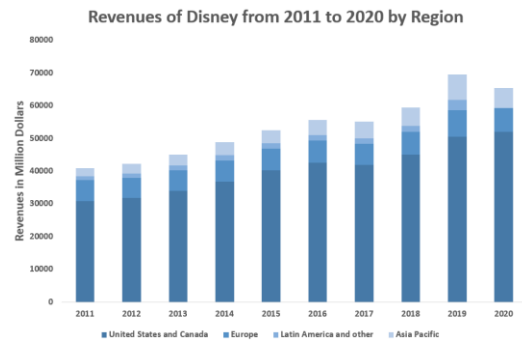 Revenues of Disney from 2011 to 2020 by Region
Revenues in Million Dollars
80000
70000
60000
50000
40000
30000
20000
10000
0
2011 2012 2013 2014 2015 2016 2017 2018 2019 2020
United States and Canada Europe Latin America and other Asia Pacific